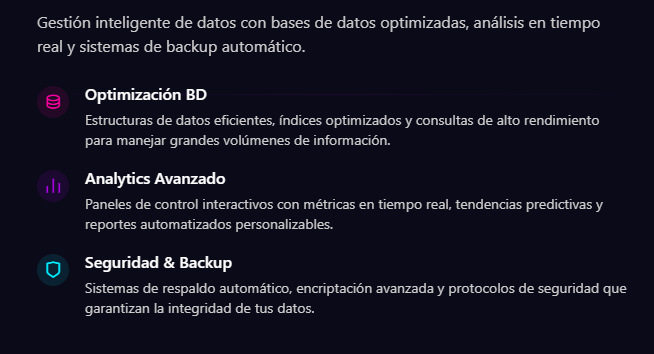 Gestión inteligente de datos con bases de datos optimizadas, análisis en tiempo
real y sistemas de backup automático.
Optimización BD
Estructuras de datos eficientes, índices optimizados y consultas de alto rendimiento
para manejar grandes volúmenes de información.
Analytics Avanzado
Paneles de control interactivos con métricas en tiempo real, tendencias predictivas y
reportes automatizados personalizables.
Seguridad & Backup
Sistemas de respaldo automático, encriptación avanzada y protocolos de seguridad que
garantizan la integridad de tus datos.